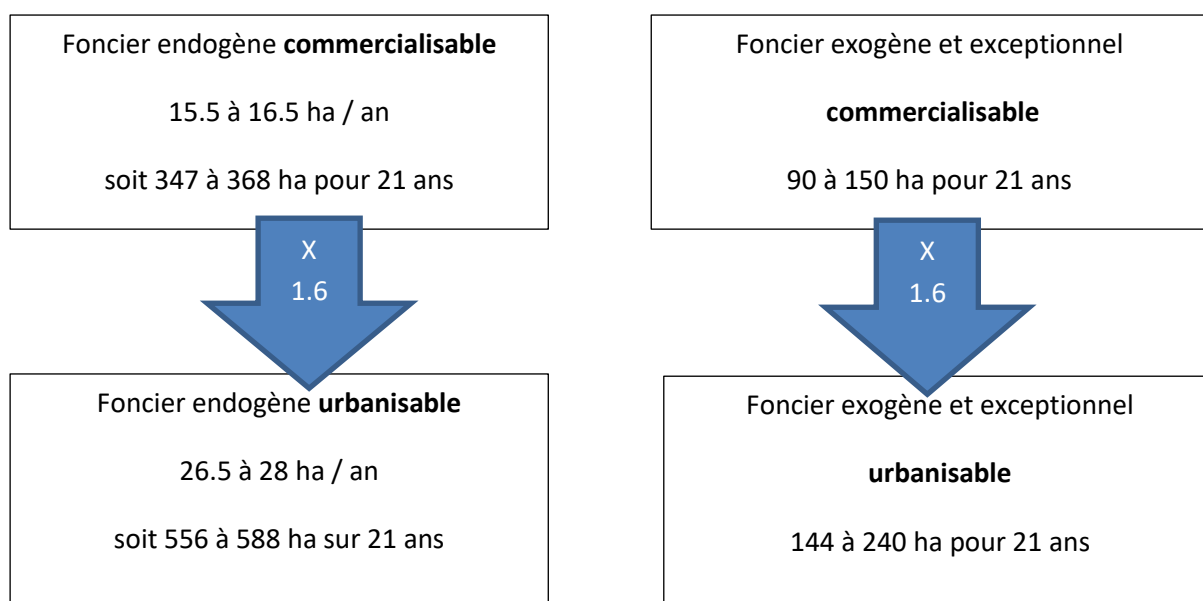 Foncier endogène commercialisable
15.5 à 16.5 ha / an
soit 347 à 368 ha pour 21 ans
X
1.6
Foncier endogène urbanisable
26.5 à 28 ha / an
soit 556 à 588 ha sur 21 ans
Foncier exogène et exceptionnel
commercialisable
90 à 150 ha pour 21 ans
X
1.6
Foncier exogène et exceptionnel
urbanisable
144 à 240 ha pour 21 ans